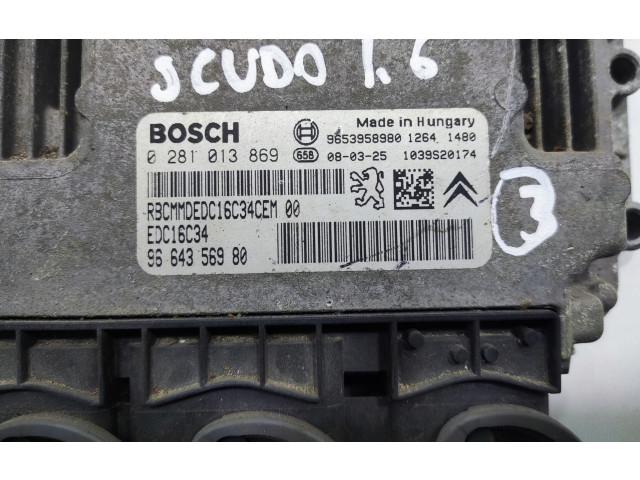 SCUDO 1.6
BOSCH
Made in Hungary
9653958980 1264 1480
0 281 013 869 65B 08-03-25 1039S20174
RBCMMDEDC16C34CEM 00
EDC16C34
96 643 569 80
3